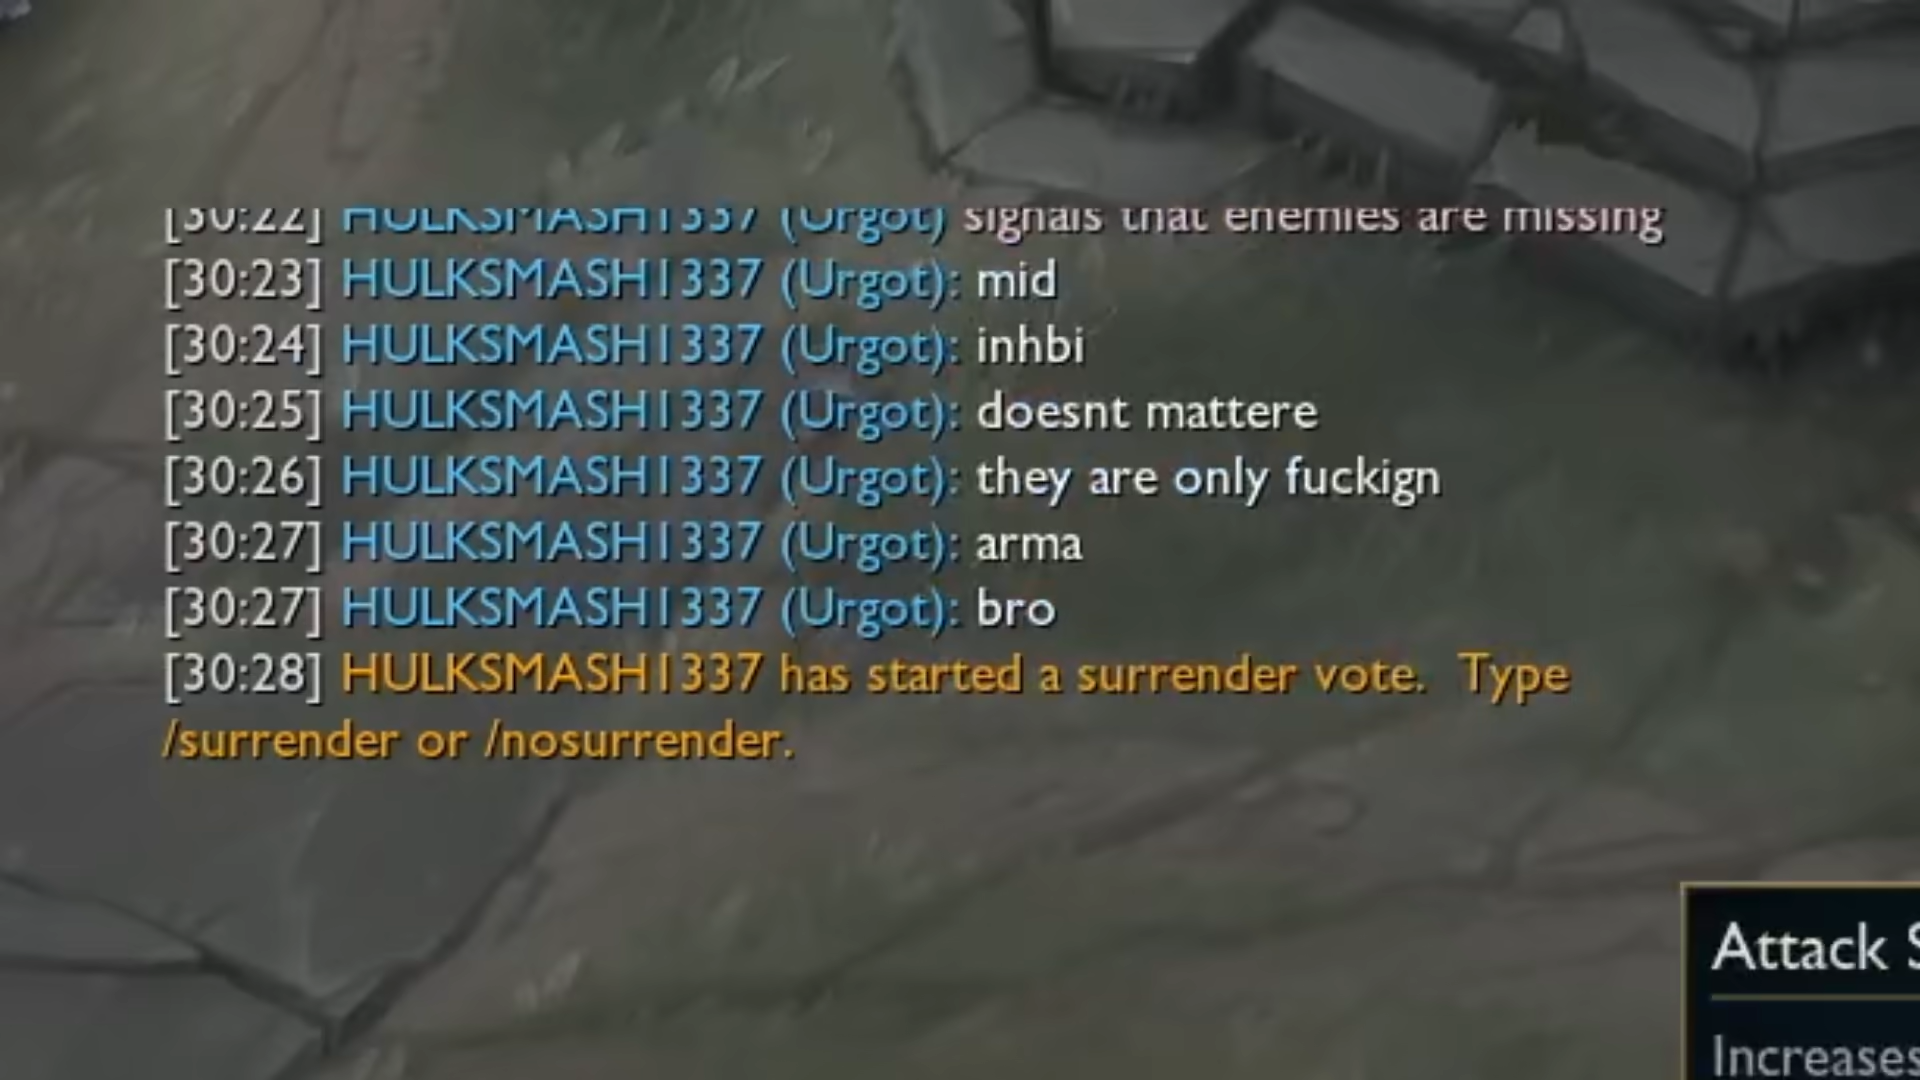 [30:22] HULKSMASH1337 (Urgot) signals that enemies are missing
[30:23] HULKSMASH1337 (Urgot): mid
[30:24] HULKSMASH1337 (Urgot): inhbi
[30:25] HULKSMASH1337 (Urgot): doesnt mattere
[30:26] HULKSMASH1337 (Urgot): they are only fuckign
[30:27] HULKSMASH1337 (Urgot): arma
[30:27] HULKSMASH1337 (Urgot): bro
[30:28] HULKSMASH1337 has started a surrender vote. Type
/surrender or /nosurrender.
Attack S
Increases